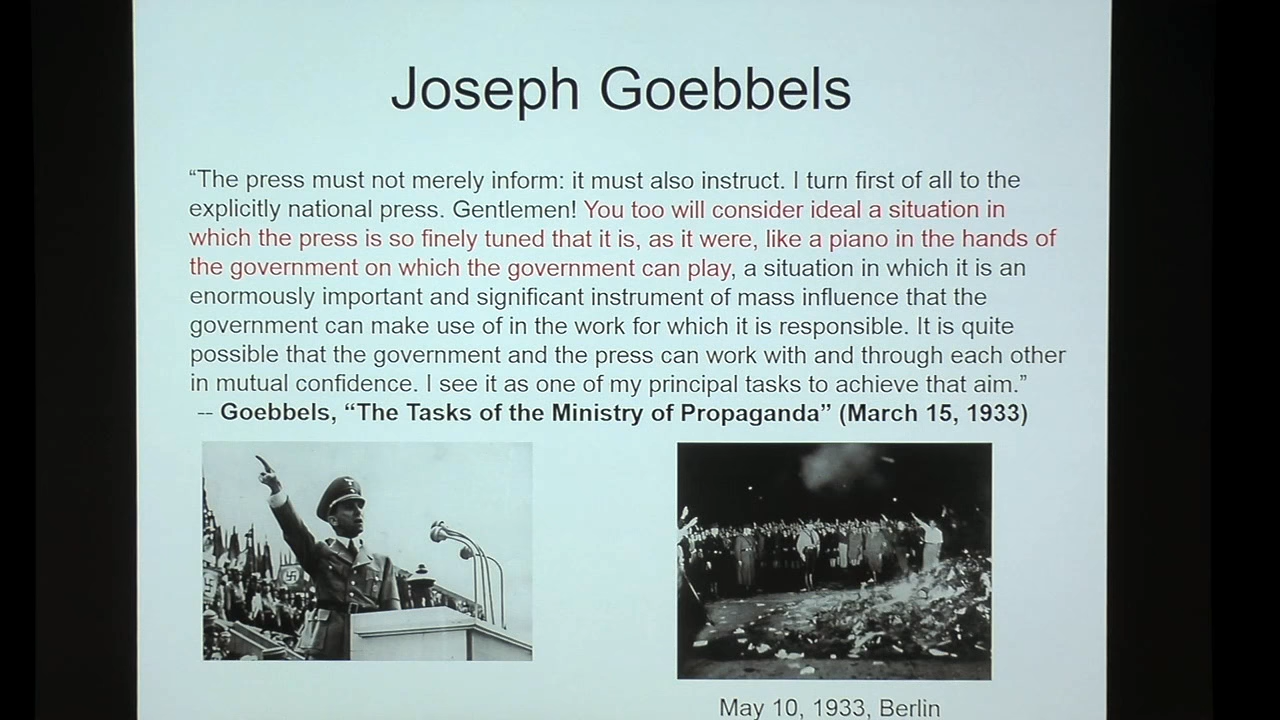 Joseph Goebbels
“The press must not merely inform: it must also instruct. I turn first of all to the
explicitly national press. Gentlemen! You too will consider ideal a situation in
which the press is so finely tuned that it is, as it were, like a piano in the hands of
the government on which the government can play, a situation in which it is an
enormously important and significant instrument of mass influence that the
government can make use of in the work for which it is responsible. It is quite
possible that the government and the press can work with and through each other
in mutual confidence. I see it as one of my principal tasks to achieve that aim.”
-- Goebbels, “The Tasks of the Ministry of Propaganda” (March 15, 1933)
May 10, 1933, Berlin